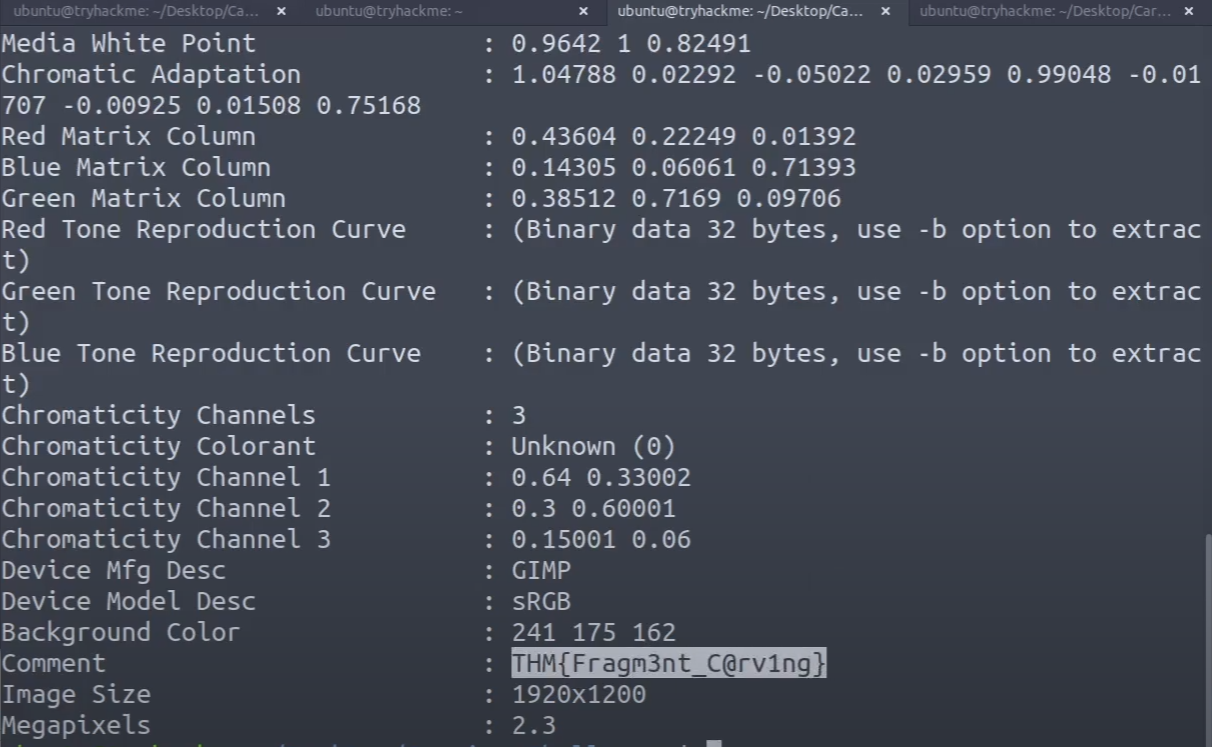 ubuntu@tryhackme: ~/Desktop/Ca... × ubuntu@tryhackme: ~ × ubuntu@tryhackme: ~/Desktop/Ca... × ubuntu@tryhackme: ~/Desktop/Car... ×
Media White Point : 0.9642 1 0.82491
Chromatic Adaptation : 1.04788 0.02292 -0.05022 0.02959 0.99048 -0.01
707 -0.00925 0.01508 0.75168
Red Matrix Column : 0.43604 0.22249 0.01392
Blue Matrix Column : 0.14305 0.06061 0.71393
Green Matrix Column : 0.38512 0.7169 0.09706
Red Tone Reproduction Curve : (Binary data 32 bytes, use -b option to extrac
t)
Green Tone Reproduction Curve : (Binary data 32 bytes, use -b option to extrac
t)
Blue Tone Reproduction Curve : (Binary data 32 bytes, use -b option to extrac
t)
Chromaticity Channels : 3
Chromaticity Colorant : Unknown (0)
Chromaticity Channel 1 : 0.64 0.33002
Chromaticity Channel 2 : 0.3 0.60001
Chromaticity Channel 3 : 0.15001 0.06
Device Mfg Desc : GIMP
Device Model Desc : sRGB
Background Color : 241 175 162
Comment : THM{Fragm3nt_C@rv1ng}
Image Size : 1920x1200
Megapixels : 2.3